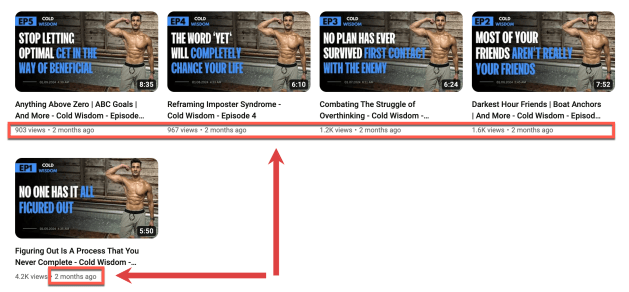 EP5 COLD WISDOM
STOP LETTING
OPTIMAL GET IN THE
WAY OF BENEFICIAL
8:35
Anything Above Zero | ABC Goals |
And More - Cold Wisdom - Episode...
903 views • 2 months ago
EP4 COLD WISDOM
THE WORD 'YET'
WILL COMPLETELY
CHANGE YOUR LIFE
6:10
Reframing Imposter Syndrome -
Cold Wisdom - Episode 4
967 views • 2 months ago
EP3 COLD WISDOM
NO PLAN HAS EVER
SURVIVED FIRST CONTACT
WITH THE ENEMY
6:24
Combating The Struggle of
Overthinking - Cold Wisdom -...
1.2K views • 2 months ago
EP2 COLD WISDOM
MOST OF YOUR
FRIENDS AREN'T REALLY
YOUR FRIENDS
7:52
Darkest Hour Friends | Boat Anchors
| And More - Cold Wisdom - Episod...
1.6K views • 2 months ago
EP1 COLD WISDOM
NO ONE HAS IT ALL
FIGURED OUT
5:50
Figuring Out Is A Process That You
Never Complete - Cold Wisdom -...
4.2K views • 2 months ago